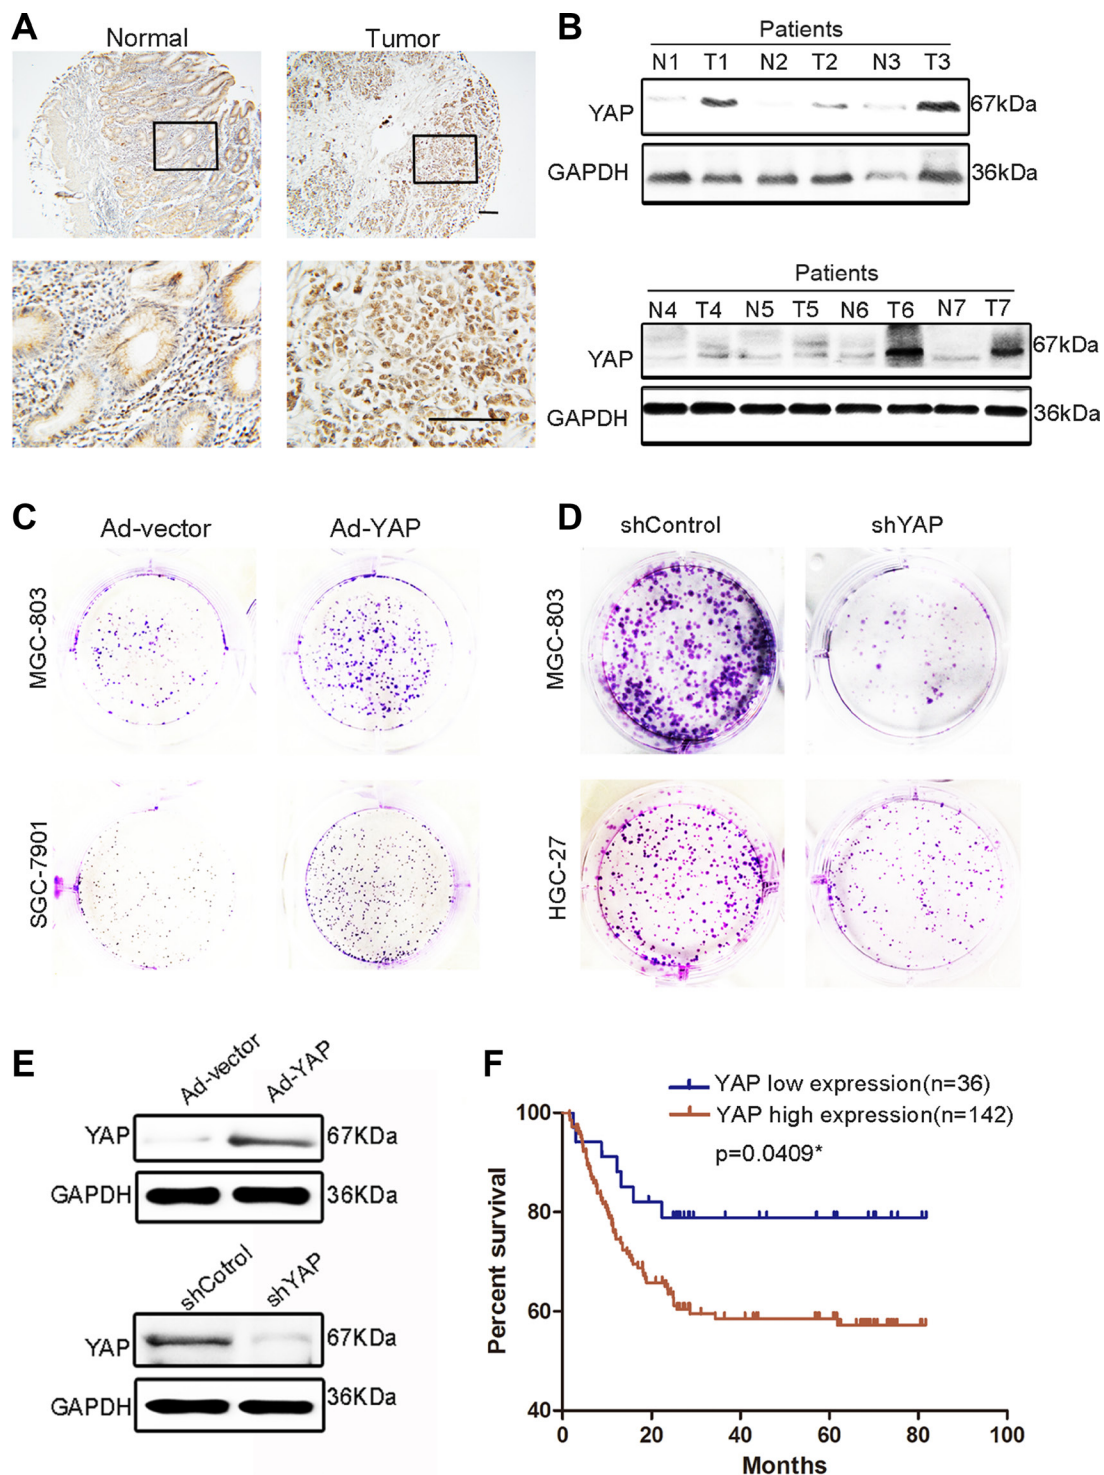 A
Normal
Tumor
B
Patients
N1 T1 N2 T2 N3 T3
YAP
67kDa
GAPDH
36kDa
Patients
N4 T4 N5 T5 N6 T6 N7 T7
YAP
67kDa
GAPDH
36kDa
C
Ad-vector
Ad-YAP
MGC-803
SGC-7901
D
shControl
shYAP
MGC-803
HGC-27
E
Ad-vector
Ad-YAP
YAP
67KDa
GAPDH
36KDa
shCotrol
shYAP
YAP
67KDa
GAPDH
36KDa
F
YAP low expression(n=36)
YAP high expression(n=142)
p=0.0409*
Percent survival
100
80
60
40
0 20 40 60 80 100
Months